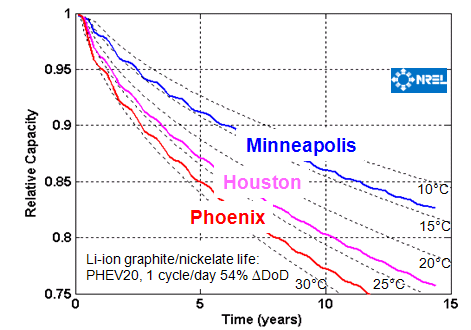 1
0.95
0.9
0.85
0.8
0.75
Relative Capacity
NREL
Minneapolis
Houston
Phoenix
10°C
15°C
20°C
25°C
30°C
Li-ion graphite/nickelate life:
PHEV20, 1 cycle/day 54% ΔDoD
0
5
10
15
Time (years)